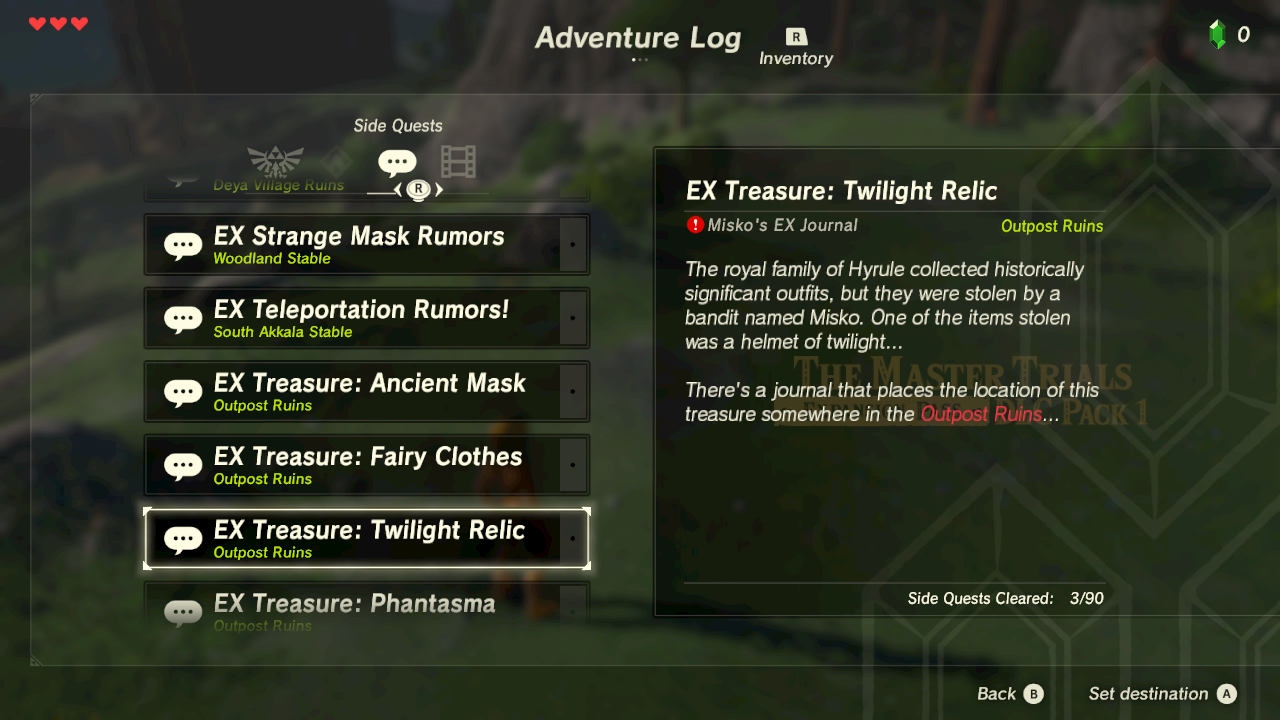 Adventure Log
R
Inventory
0
Side Quests
R
Deya Village Ruins
EX Strange Mask Rumors
Woodland Stable
EX Teleportation Rumors!
South Akkala Stable
EX Treasure: Ancient Mask
Outpost Ruins
EX Treasure: Fairy Clothes
Outpost Ruins
EX Treasure: Twilight Relic
Outpost Ruins
EX Treasure: Phantasma
Outpost Ruins
EX Treasure: Twilight Relic
! Misko's EX Journal
Outpost Ruins
The royal family of Hyrule collected historically
significant outfits, but they were stolen by a
bandit named Misko. One of the items stolen
was a helmet of twilight...
The Master Trials
Pack 1
There's a journal that places the location of this
treasure somewhere in the Outpost Ruins...
Side Quests Cleared: 3/90
Back B
Set destination A